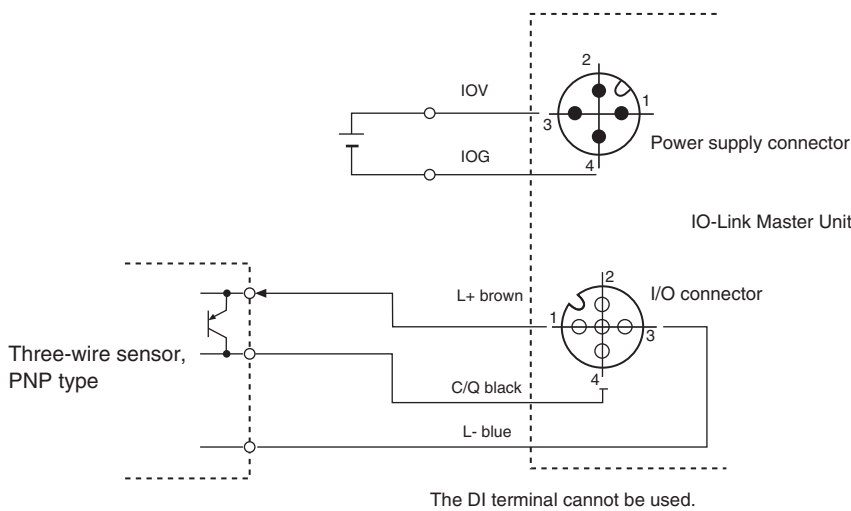 2
IOV
1
3
Power supply connector
IOG
4
IO-Link Master Unit
2
L+ brown
I/O connector
1
3
Three-wire sensor,
PNP type
4
C/Q black
L- blue
The DI terminal cannot be used.